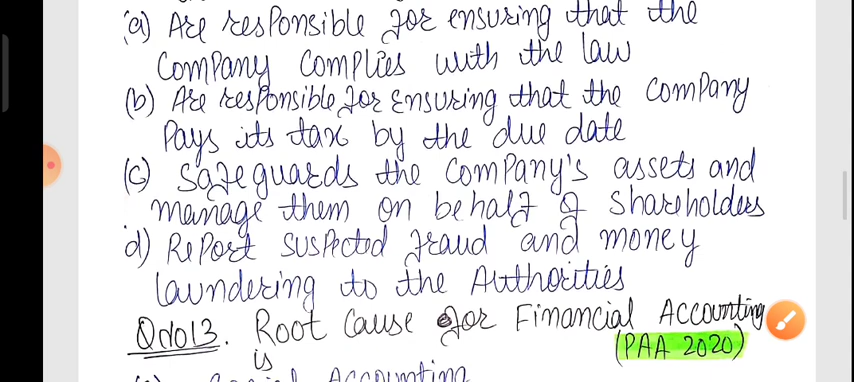 (a) Are responsible for ensuring that the
Company complies with the law
(b) Are responsible for ensuring that the company
Pays its tax by the due date
(c) Safeguards the company's assets and
manage them on behalf of shareholders
d) Report suspected fraud and money
laundering to the Authorities
QNO13. Root Cause for Financial Accounting
is (PAA 2020)
Accounting